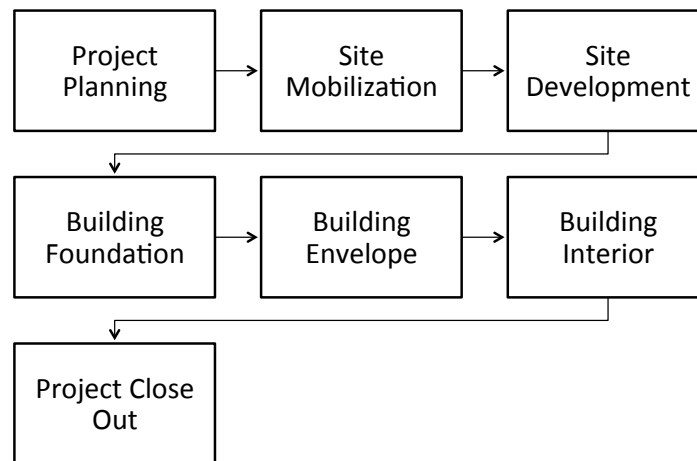 Project
Planning
Site
Mobilization
Site
Development
Building
Foundation
Building
Envelope
Building
Interior
Project Close
Out